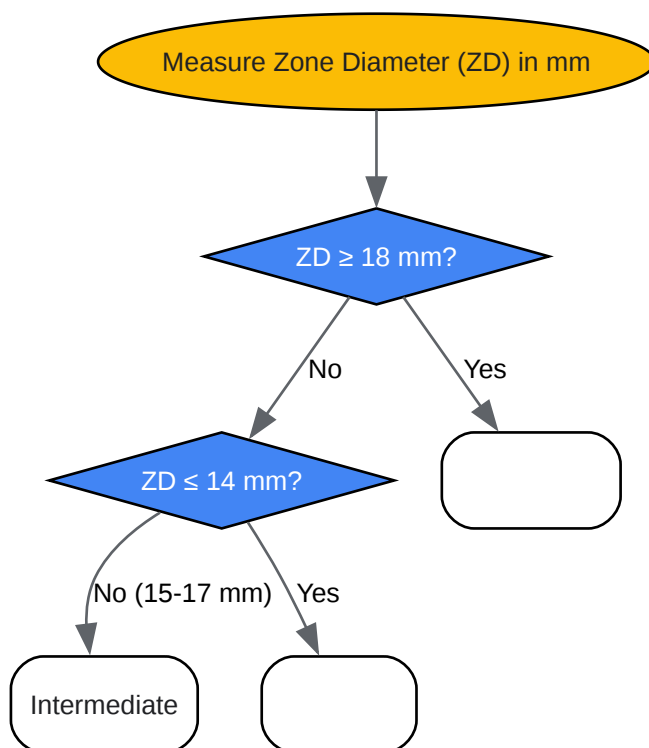 Measure Zone Diameter (ZD) in mm
ZD ≥ 18 mm?
No
Yes
ZD ≤ 14 mm?
No (15-17 mm)
Yes
Intermediate